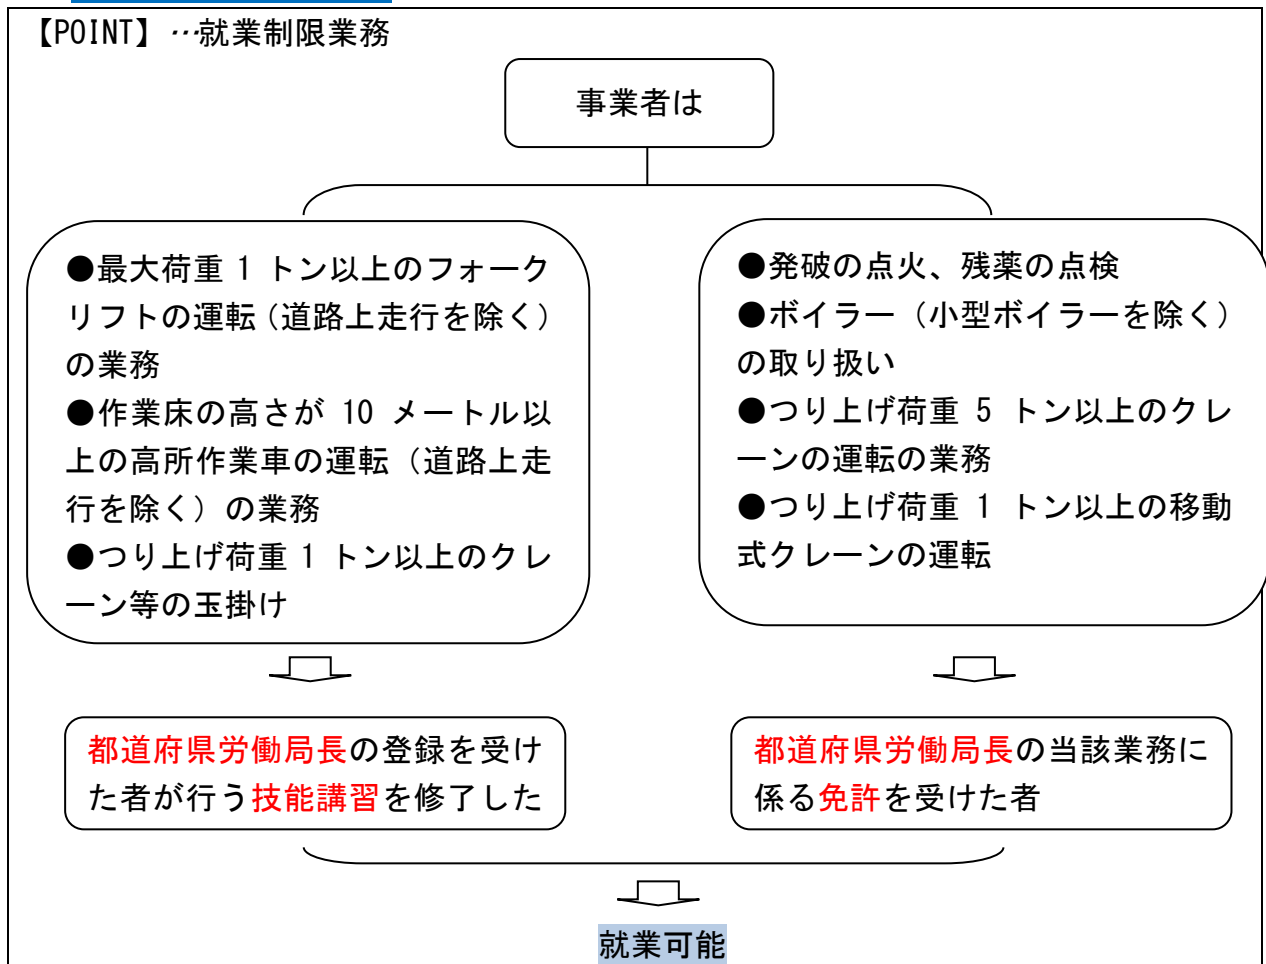 【POINT】…就業制限業務
事業者は
●最大荷重 1 トン以上のフォーク
リフトの運転（道路上走行を除く）
の業務
●作業床の高さが 10 メートル以
上の高所作業車の運転（道路上走
行を除く）の業務
●つり上げ荷重 1 トン以上のクレ
ーン等の玉掛け
●発破の点火、残薬の点検
●ボイラー（小型ボイラーを除く）
の取り扱い
●つり上げ荷重 5 トン以上のクレ
ーンの運転の業務
●つり上げ荷重 1 トン以上の移動
式クレーンの運転
都道府県労働局長の登録を受け
た者が行う技能講習を修了した
都道府県労働局長の当該業務に
係る免許を受けた者
就業可能